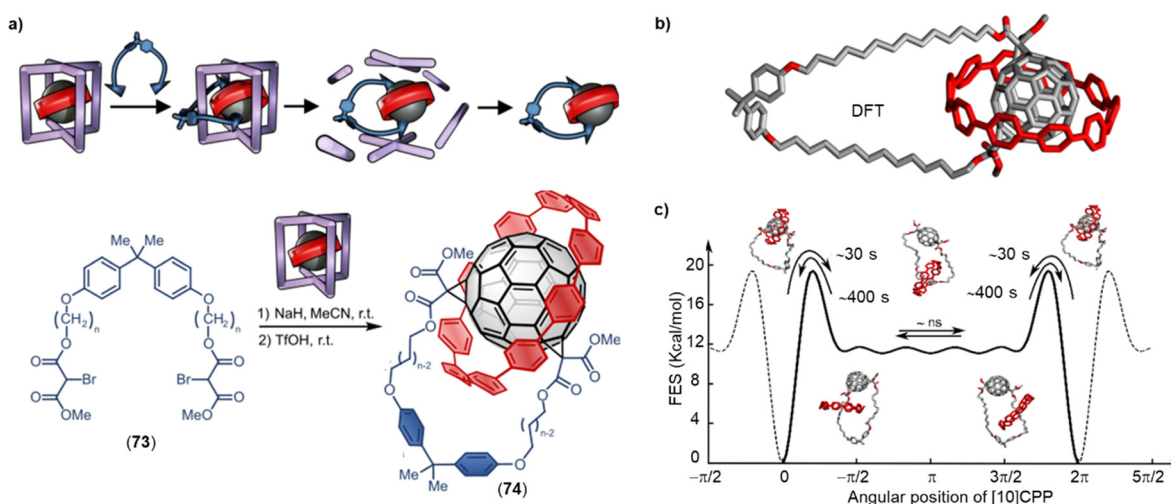 a)
Me Me
O O
(CH₂)n (CH₂)n
O O
O O
Br Br
O O
OMe MeO
(73)
1) NaH, MeCN, r.t.
2) TfOH, r.t.
OMe
O
O
O
O OMe
O
O
O
n-2
n-2
O
O
Me
Me
(74)
b)
DFT
c)
FES (Kcal/mol)
20
16
12
8
4
0
~30 s
~400 s
~ ns
~30 s
~400 s
−π/2 0 −π/2 π 3π/2 2π 5π/2
Angular position of [10]CPP